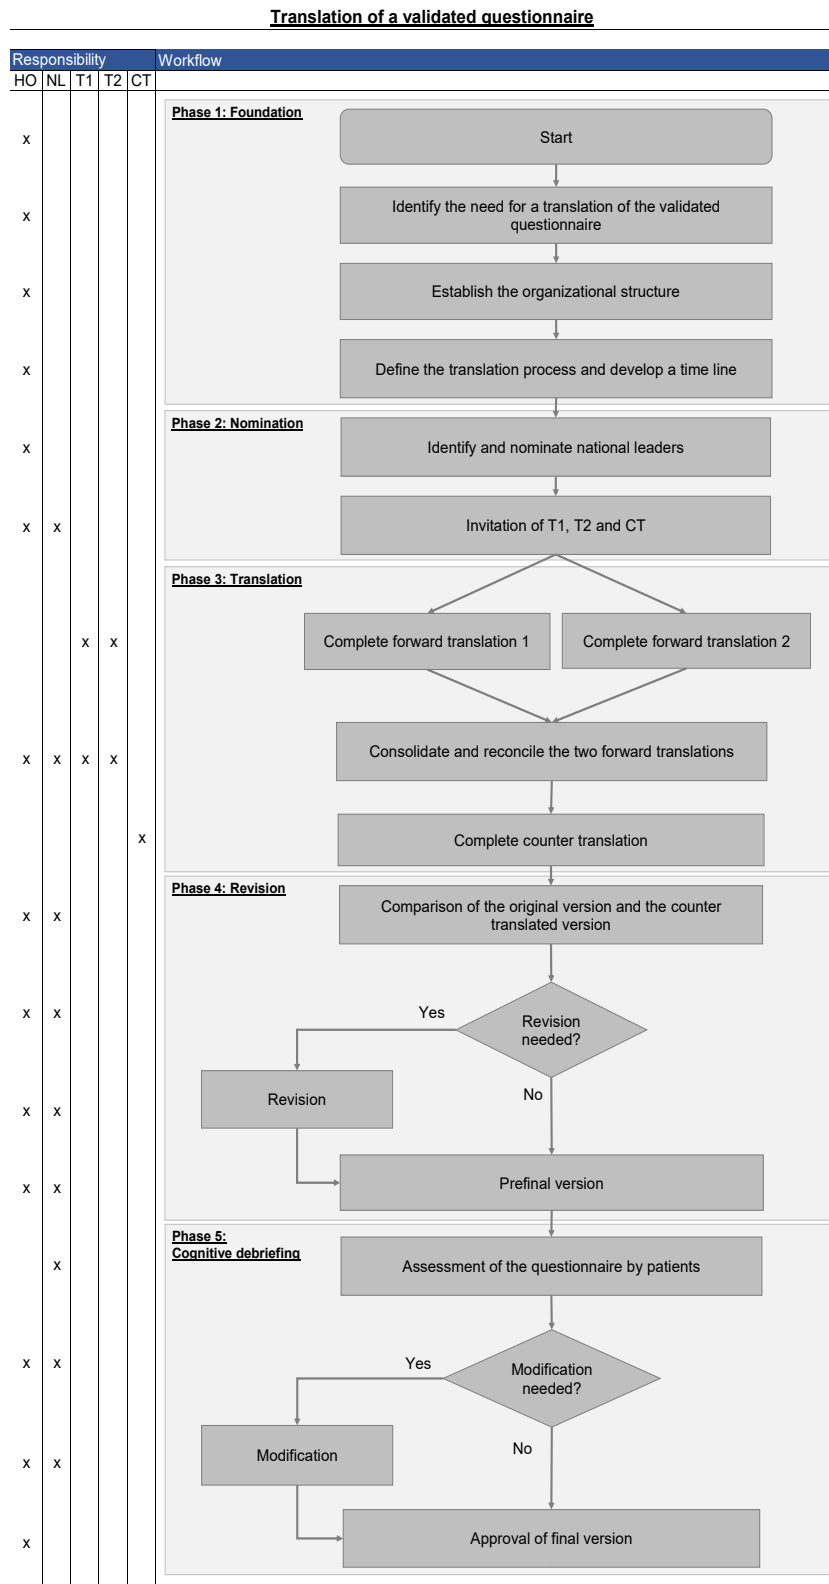 Translation of a validated questionnaire
Responsibility Workflow
HO NL T1 T2 CT
Phase 1: Foundation
x Start
x Identify the need for a translation of the validated
questionnaire
x Establish the organizational structure
x Define the translation process and develop a time line
Phase 2: Nomination
x Identify and nominate national leaders
x x Invitation of T1, T2 and CT
Phase 3: Translation
x x Complete forward translation 1 Complete forward translation 2
x x x x Consolidate and reconcile the two forward translations
x Complete counter translation
Phase 4: Revision
x x Comparison of the original version and the counter
translated version
x x Yes Revision
needed?
x x Revision No
x x Prefinal version
Phase 5:
Cognitive debriefing
x Assessment of the questionnaire by patients
x x Yes Modification
needed?
x x Modification No
x Approval of final version